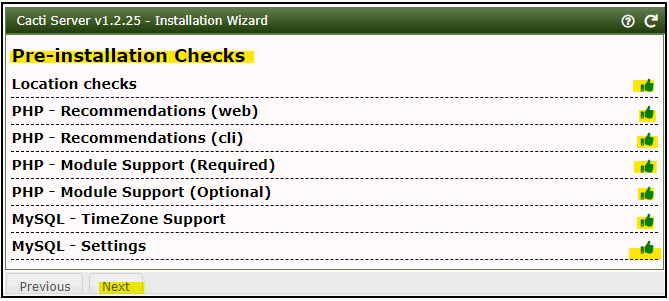 Cacti Server v1.2.25 - Installation Wizard
Pre-installation Checks
Location checks
PHP - Recommendations (web)
PHP - Recommendations (cli)
PHP - Module Support (Required)
PHP - Module Support (Optional)
MySQL - TimeZone Support
MySQL - Settings
Previous Next